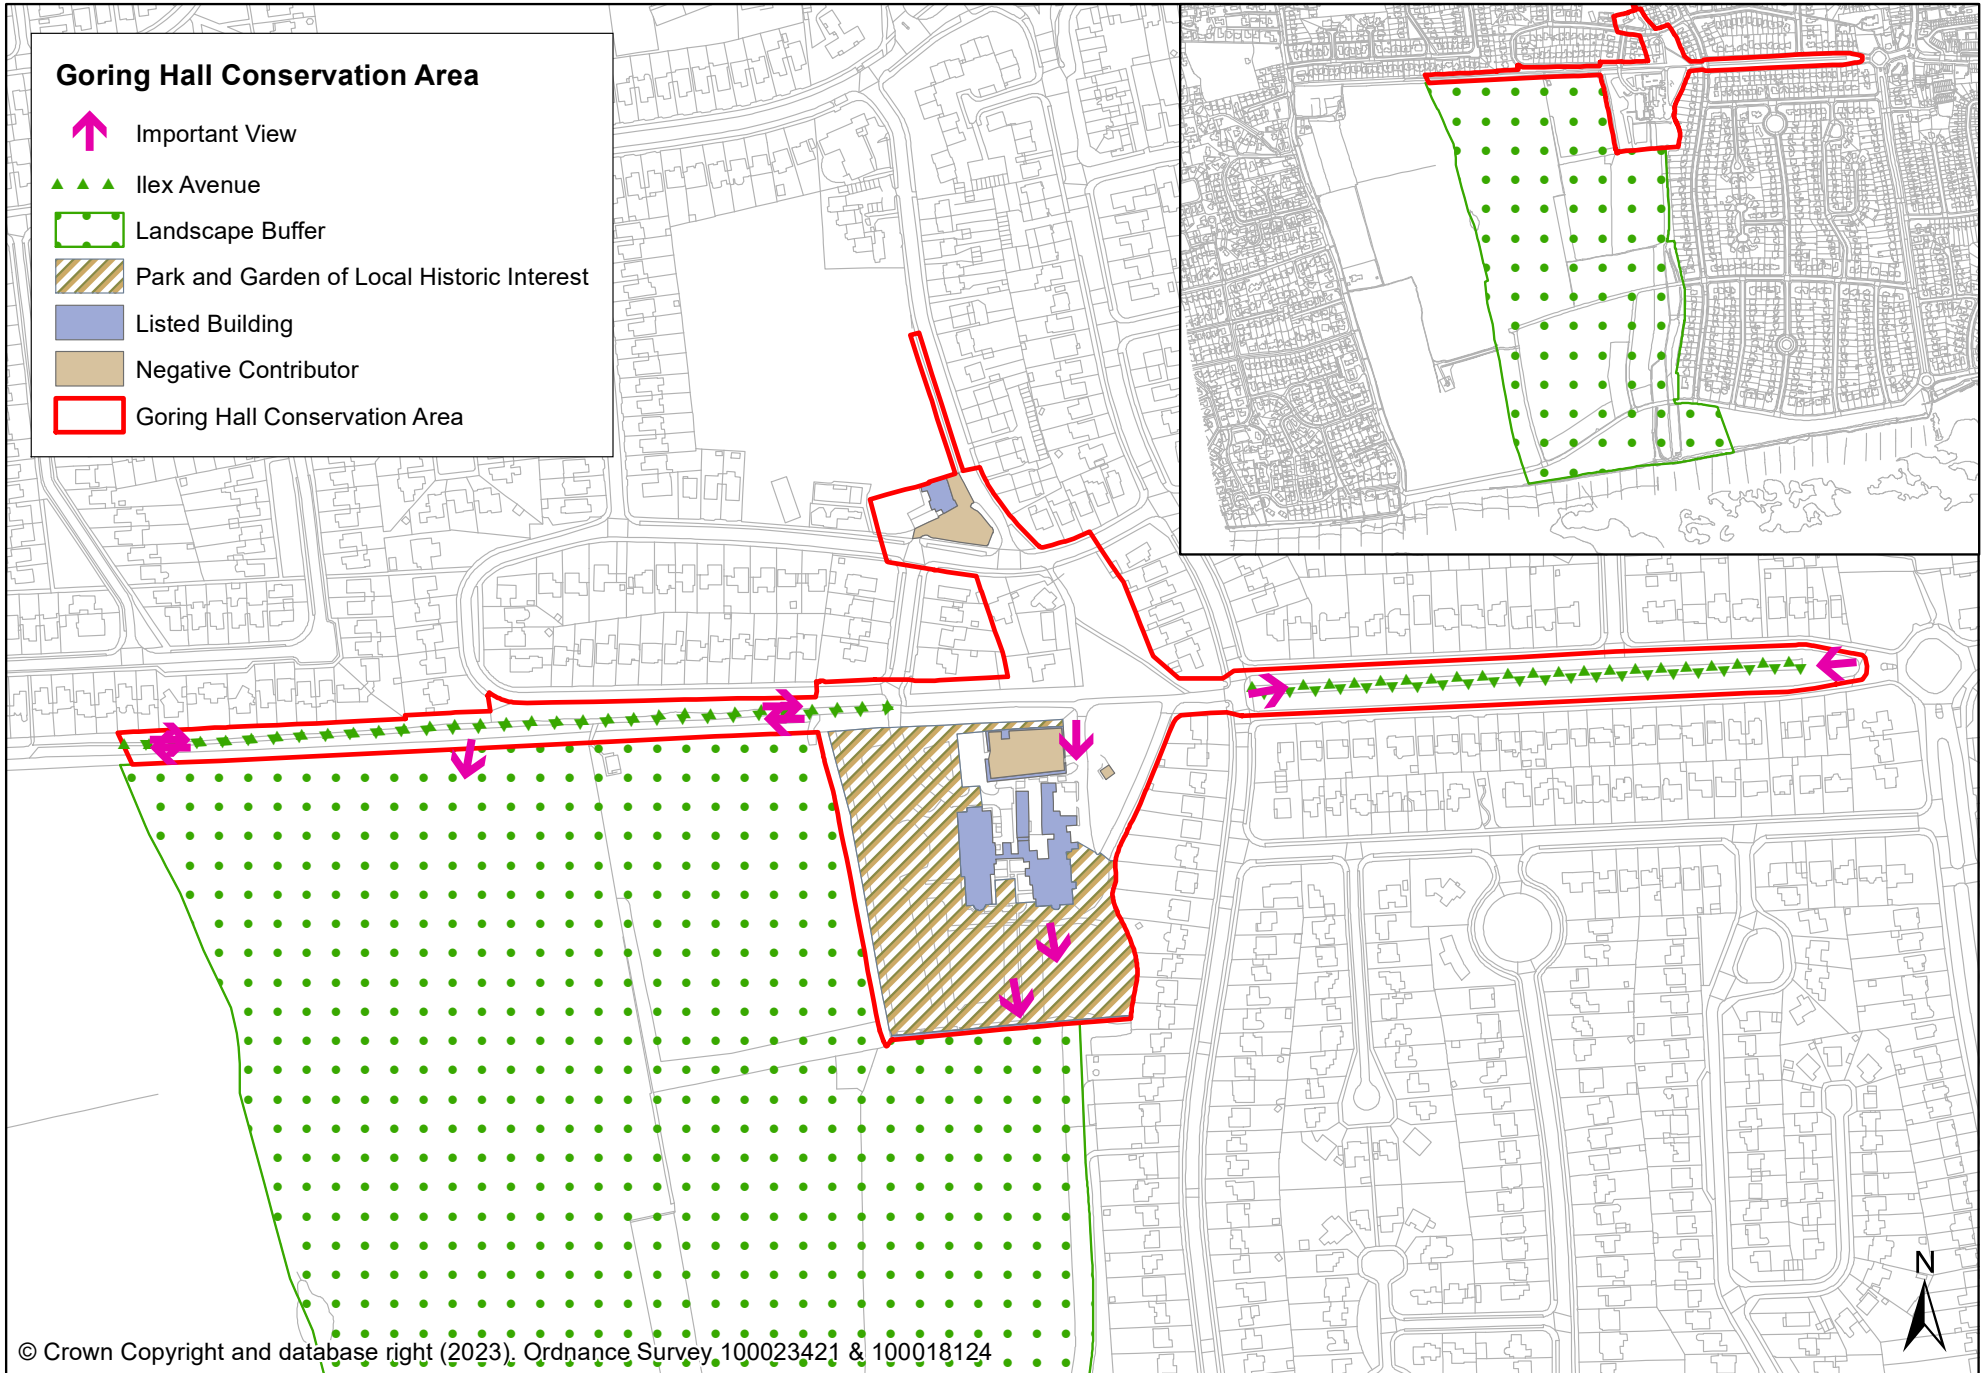 Goring Hall Conservation Area
Important View
Ilex Avenue
Landscape Buffer
Park and Garden of Local Historic Interest
Listed Building
Negative Contributor
Goring Hall Conservation Area
N
© Crown Copyright and database right (2023). Ordnance Survey 100023421 & 100018124